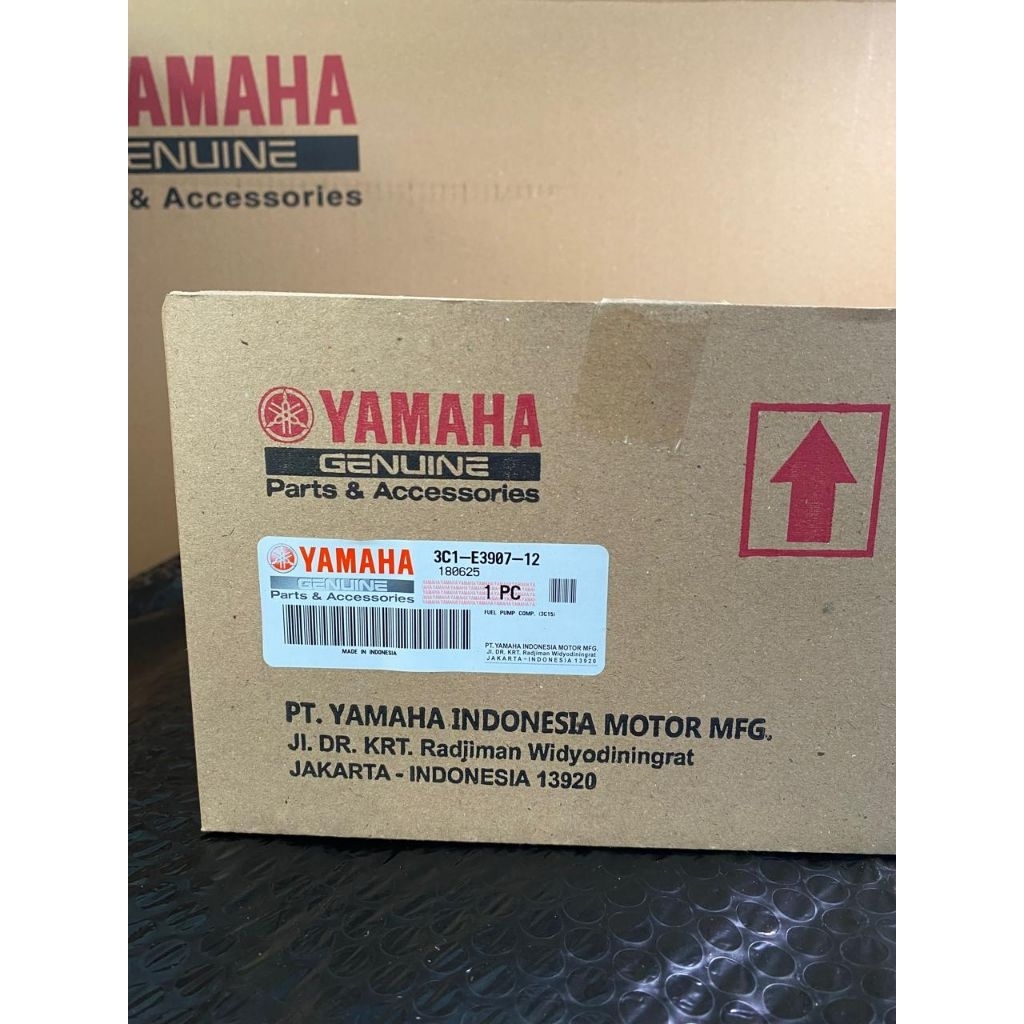 AMAHA
ENUINE
& Accessories
YAMAHA
GENUINE
Parts & Accessories
YAMAHA
GENUINE
Parts & Accessories
3C1-E3907-12
180625
1 PC
FUEL PUMP COMP. (3C15)
MADE IN INDONESIA
PT. YAMAHA INDONESIA MOTOR MFG.
Jl. DR. KRT. Radjiman Widyodiningrat
JAKARTA-INDONESIA 13920
PT. YAMAHA INDONESIA MOTOR MFG.
Jl. DR. KRT. Radjiman Widyodiningrat
JAKARTA - INDONESIA 13920